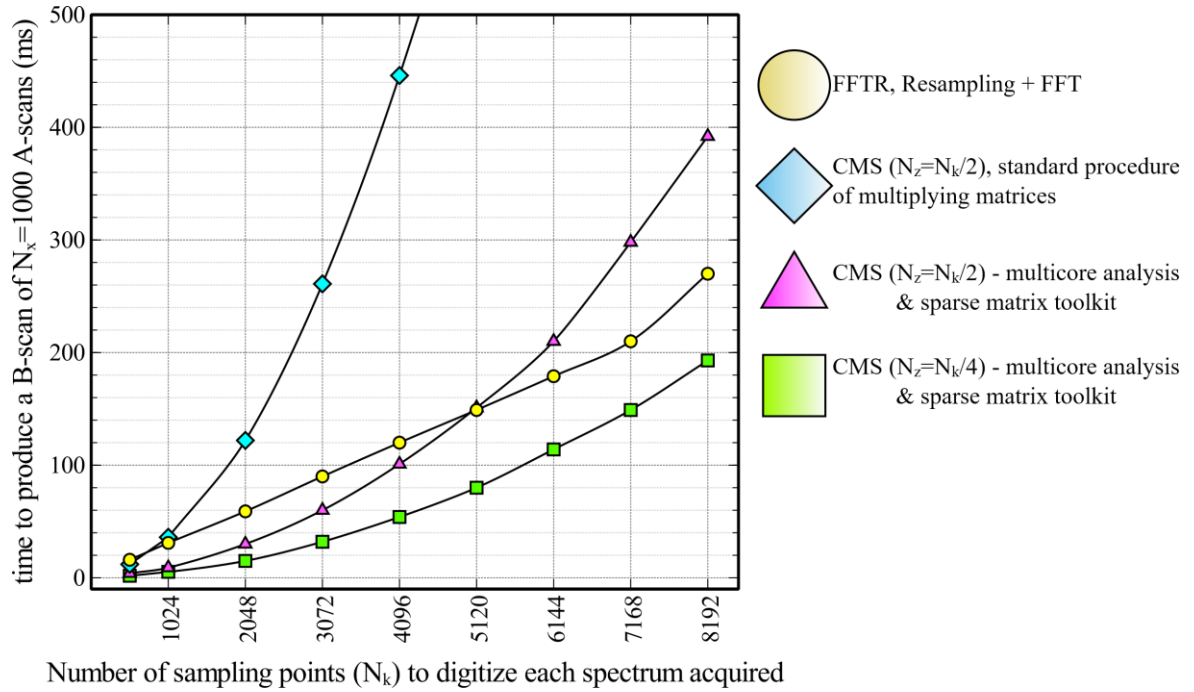 500
400
300
200
100
0
time to produce a B-scan of Nₓ=1000 A-scans (ms)
1024
2048
3072
4096
5120
6144
7168
8192
Number of sampling points (Nₖ) to digitize each spectrum acquired
FFTR, Resampling + FFT
CMS (N_z=Nₖ/2), standard procedure
of multiplying matrices
CMS (N_z=Nₖ/2) - multicore analysis
& sparse matrix toolkit
CMS (N_z=Nₖ/4) - multicore analysis
& sparse matrix toolkit